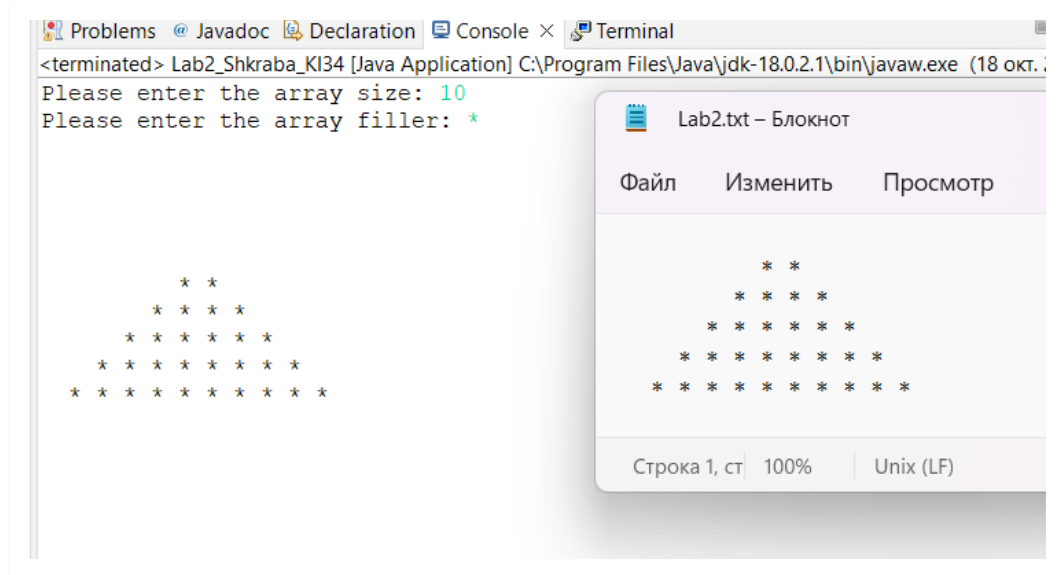 Problems @ Javadoc Declaration Console × Terminal
<terminated> Lab2_Shkraba_KI34 [Java Application] C:\Program Files\Java\jdk-18.0.2.1\bin\javaw.exe (18 окт.
Please enter the array size: 10
Please enter the array filler: *
* *
* * * *
* * * * * *
* * * * * * * *
* * * * * * * * * *
Lab2.txt – Блокнот
Файл Изменить Просмотр
* *
* * * *
* * * * * *
* * * * * * * *
* * * * * * * * * *
Строка 1, ст 100% Unix (LF)